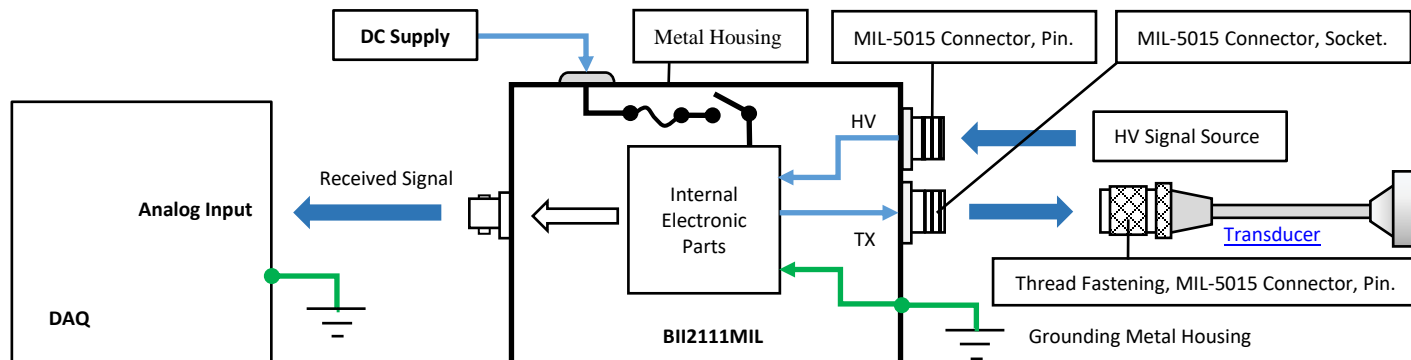 DC Supply
Metal Housing
MIL-5015 Connector, Pin.
MIL-5015 Connector, Socket.
HV
HV Signal Source
Received Signal
Analog Input
Internal
Electronic
Parts
TX
Transducer
Thread Fastening, MIL-5015 Connector, Pin.
DAQ
BII2111MIL
Grounding Metal Housing